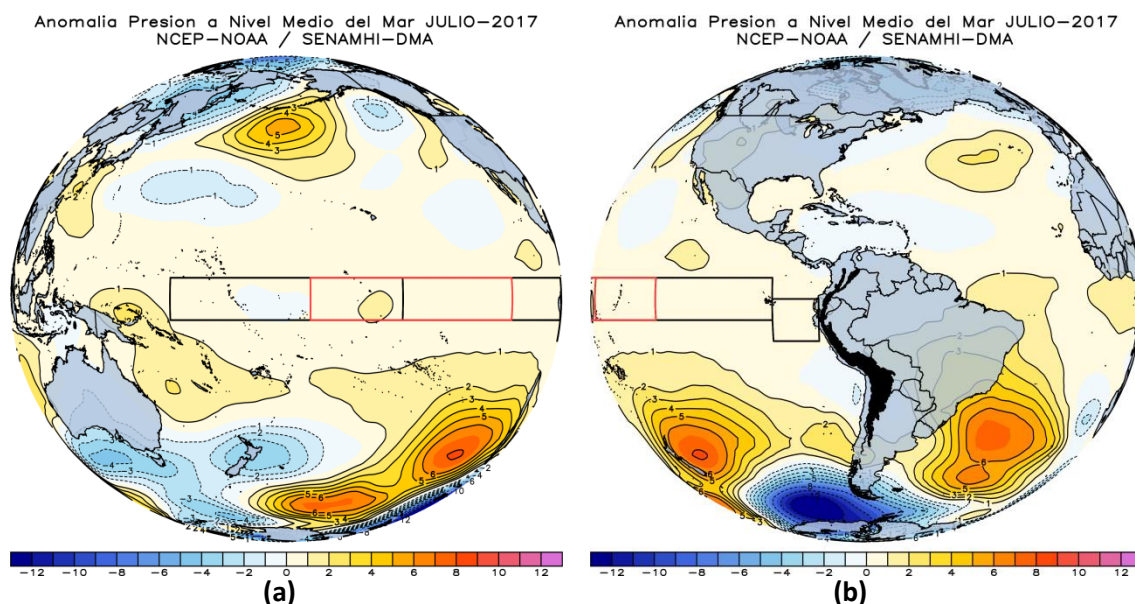 Anomalia Presion a Nivel Medio del Mar JULIO-2017
NCEP-NOAA / SENAMHI-DMA
Anomalia Presion a Nivel Medio del Mar JULIO-2017
NCEP-NOAA / SENAMHI-DMA
-12 -10 -8 -6 -4 -2 0 2 4 6 8 10 12
-12 -10 -8 -6 -4 -2 0 2 4 6 8 10 12
(a)
(b)